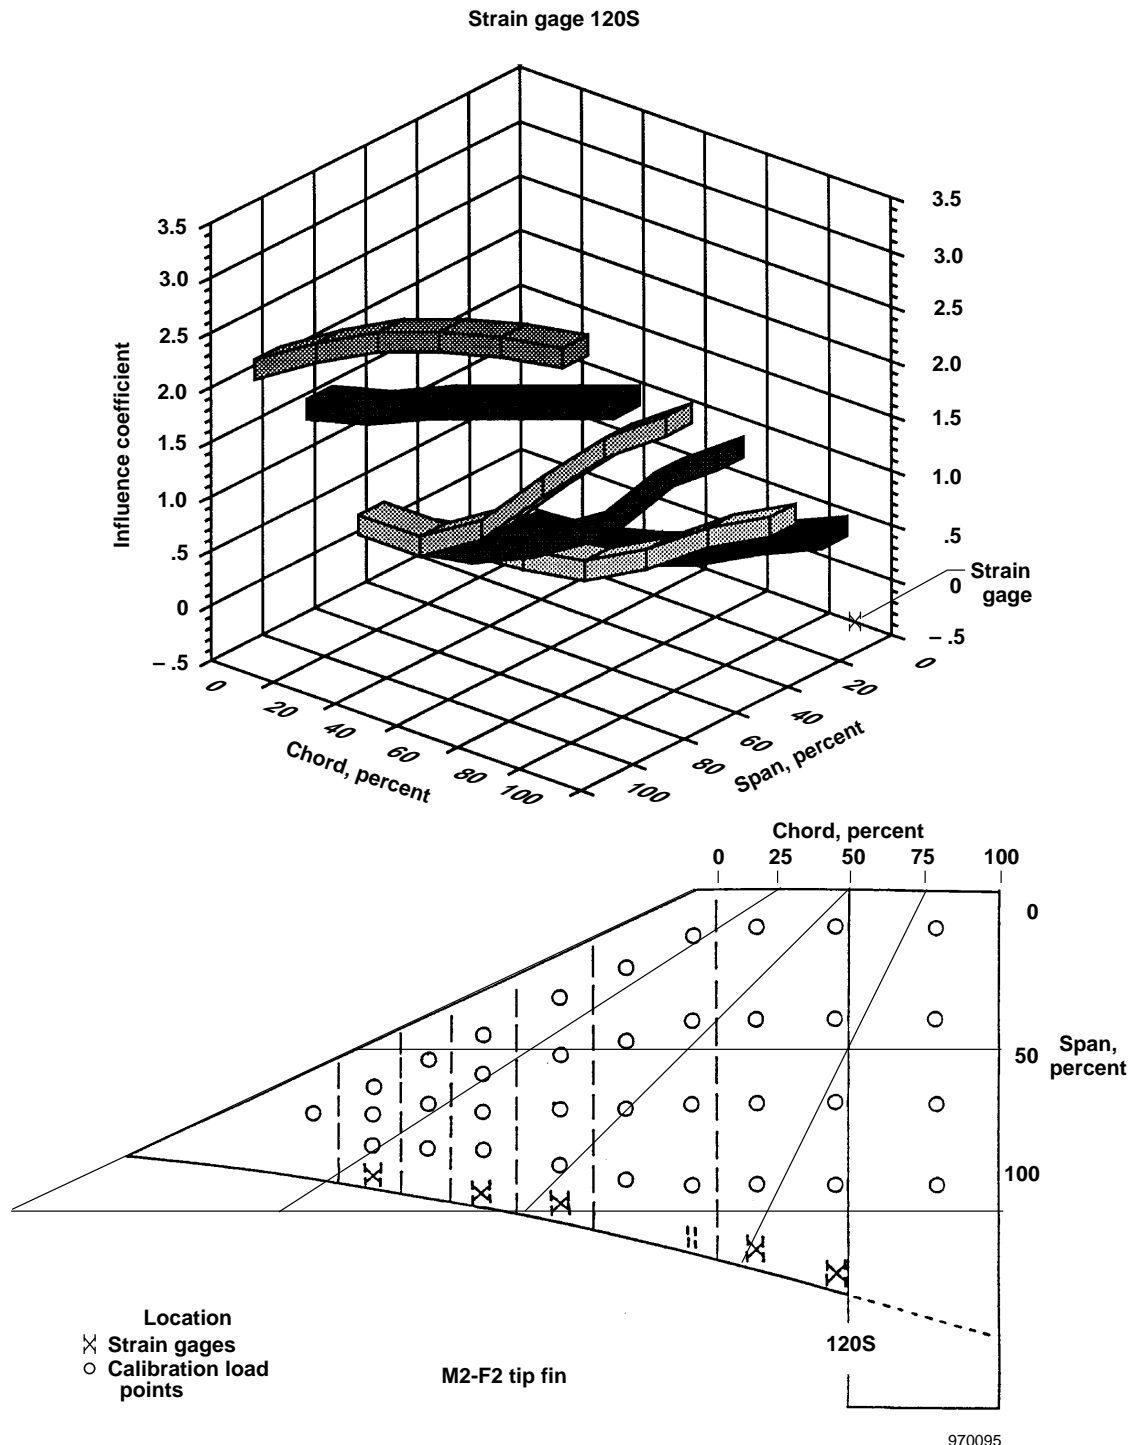 Strain gage 120S
3.5
3.0
2.5
2.0
1.5
1.0
.5
0
– .5
Influence coefficient
3.5
3.0
2.5
2.0
1.5
1.0
.5
0
– .5
Strain
gage
0
20
40
60
80
100
Chord, percent
0
20
40
60
80
100
Span, percent
Chord, percent
0 25 50 75 100
0
50
100
Span,
percent
120S
Location
Strain gages
Calibration load
points
M2-F2 tip fin
970095